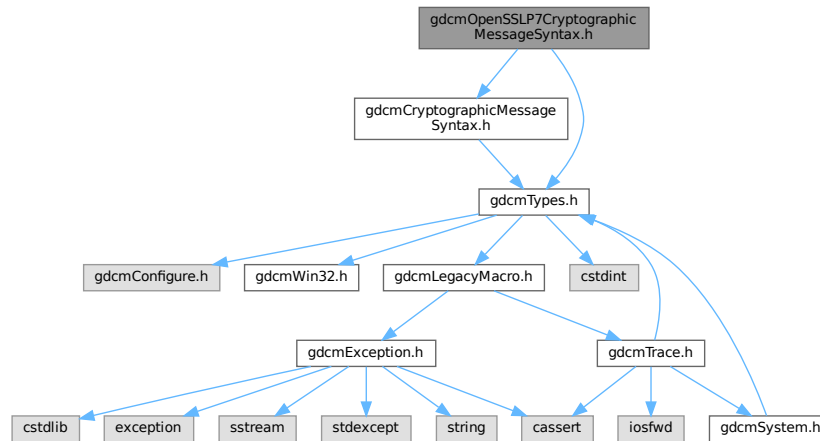 gdcmOpenSSLP7Cryptographic
MessageSyntax.h
gdcmCryptographicMessage
Syntax.h
gdcmTypes.h
gdcmConfigure.h
gdcmWin32.h
gdcmLegacyMacro.h
cstdint
gdcmException.h
gdcmTrace.h
cstdlib
exception
sstream
stdexcept
string
cassert
iosfwd
gdcmSystem.h